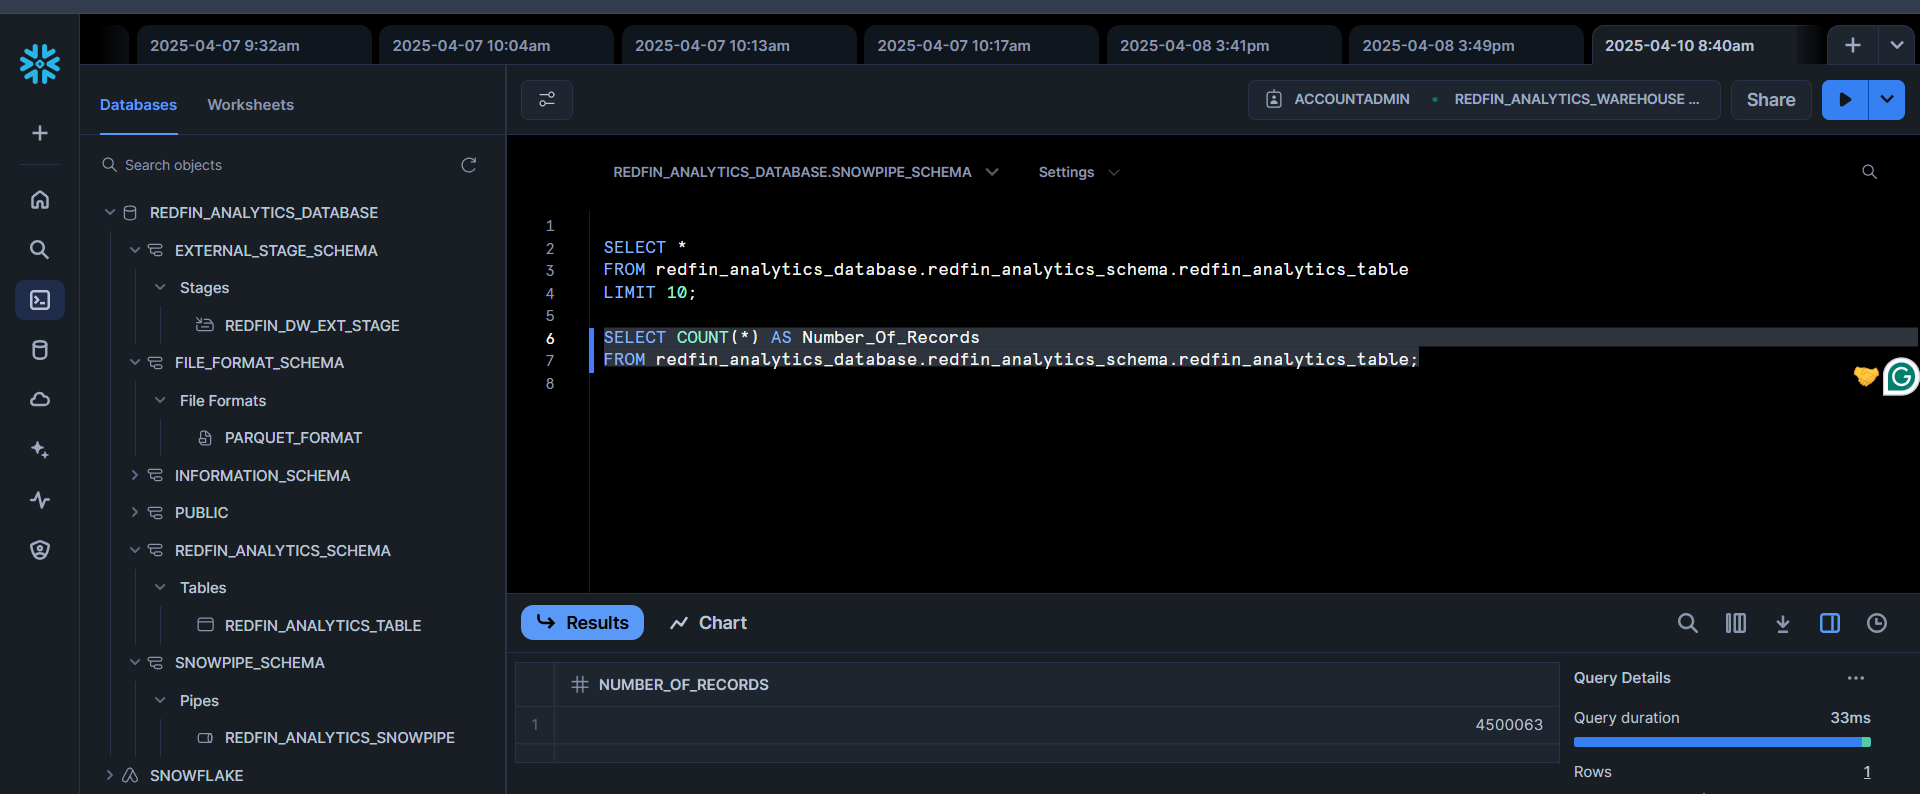 2025-04-07 9:32am
2025-04-07 10:04am
2025-04-07 10:13am
2025-04-07 10:17am
2025-04-08 3:41pm
2025-04-08 3:49pm
2025-04-10 8:40am
Databases
Worksheets
ACCOUNTADMIN
REDFIN_ANALYTICS_WAREHOUSE ...
Share
Search objects
REDFIN_ANALYTICS_DATABASE
EXTERNAL_STAGE_SCHEMA
Stages
REDFIN_DW_EXT_STAGE
FILE_FORMAT_SCHEMA
File Formats
PARQUET_FORMAT
INFORMATION_SCHEMA
PUBLIC
REDFIN_ANALYTICS_SCHEMA
Tables
REDFIN_ANALYTICS_TABLE
SNOWPIPE_SCHEMA
Pipes
REDFIN_ANALYTICS_SNOWPIPE
SNOWFLAKE
REDFIN_ANALYTICS_DATABASE.SNOWPIPE_SCHEMA
Settings
1
2 SELECT *
3 FROM redfin_analytics_database.redfin_analytics_schema.redfin_analytics_table
4 LIMIT 10;
5
6 SELECT COUNT(*) AS Number_Of_Records
7 FROM redfin_analytics_database.redfin_analytics_schema.redfin_analytics_table;
8
Results
Chart
NUMBER_OF_RECORDS
1 4500063
Query Details ...
Query duration 33ms
Rows 1